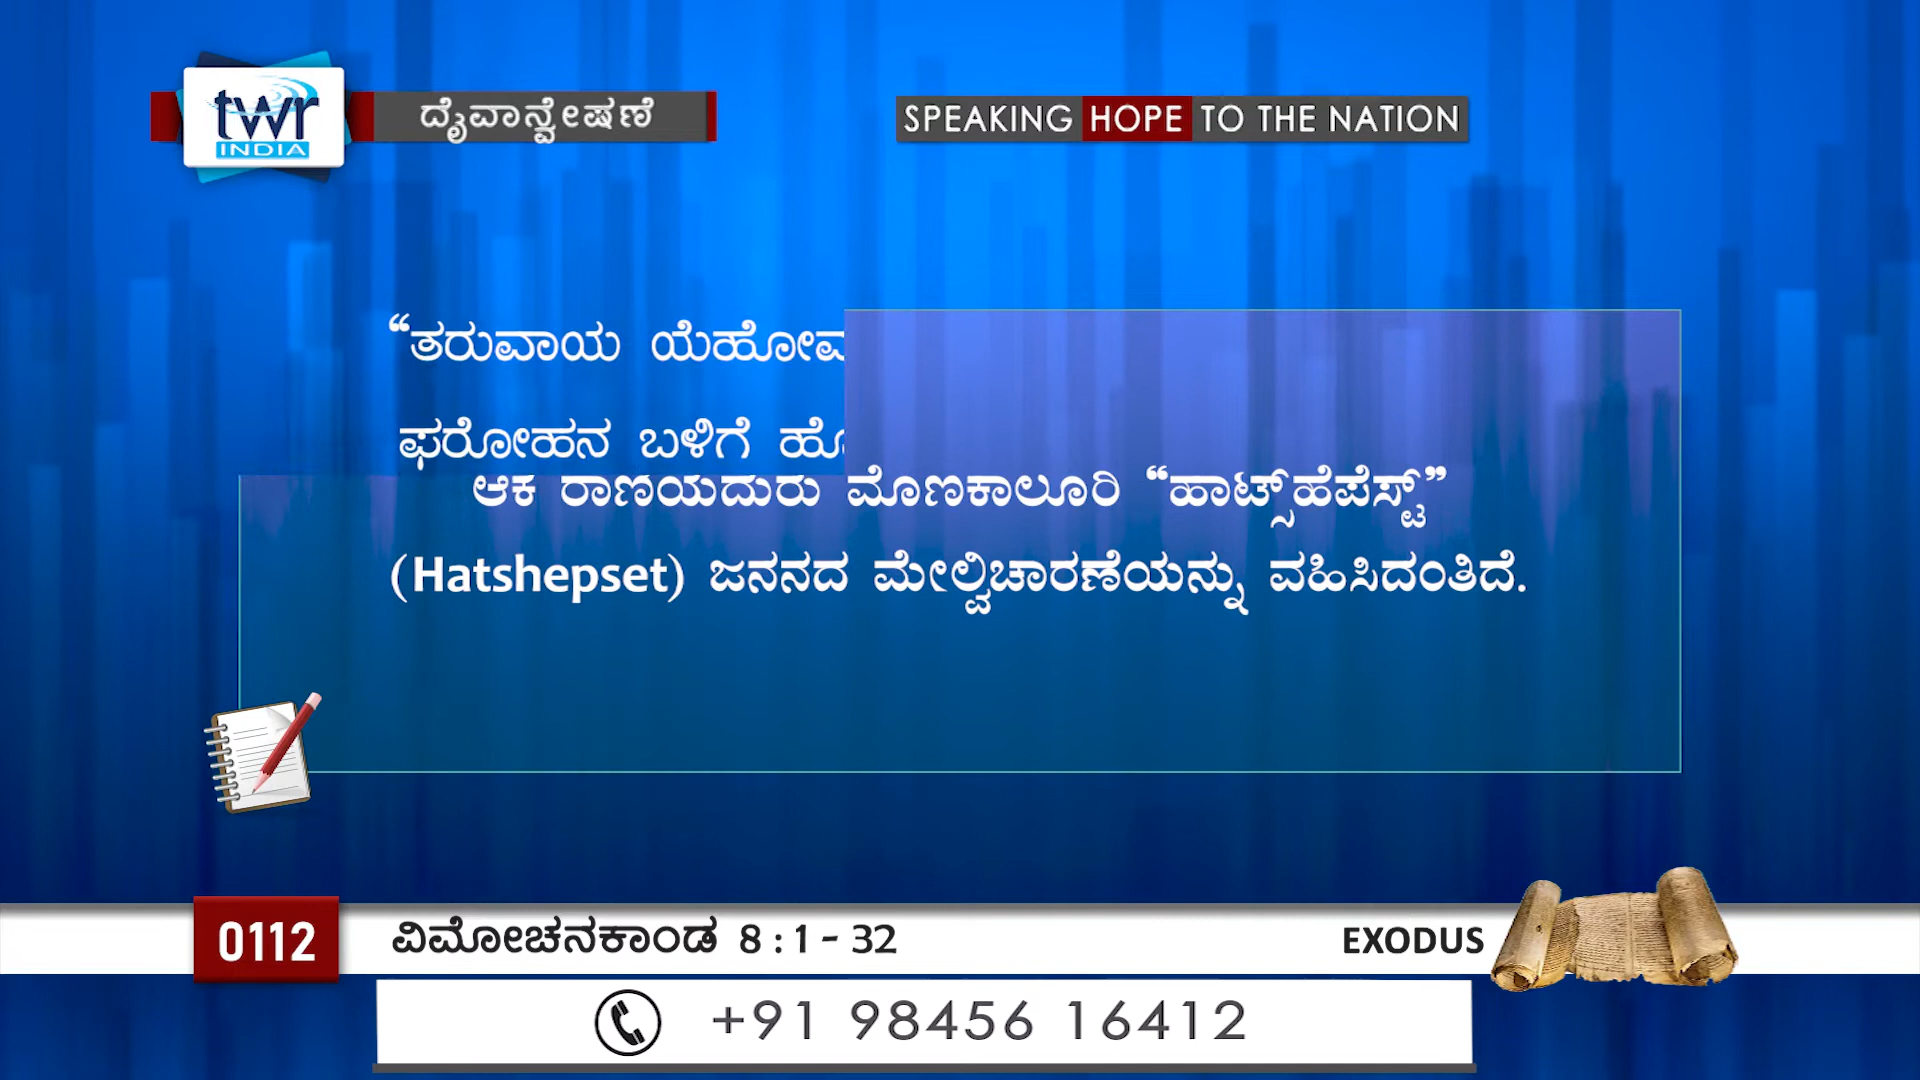 twr
INDIA
ದೈವಾನ್ವೇಷಣೆ
SPEAKING HOPE TO THE NATION
“ತರುವಾಯ
ಫರೋಹನ ಬಳಿಗೆ
ಆಕ ರಾಣಯದುರು ಮೊಣಕಾಲೂರಿ “ಹಾಟ್ಸ್‌ಹೆಪೆಸ್ಟ್”
(Hatshepset) ಜನನದ ಮೇಲ್ವಿಚಾರಣೆಯನ್ನು ವಹಿಸಿದಂತಿದೆ.
0112
ವಿಮೋಚನಕಾಂಡ 8 : 1 - 32
EXODUS
+91 98456 16412